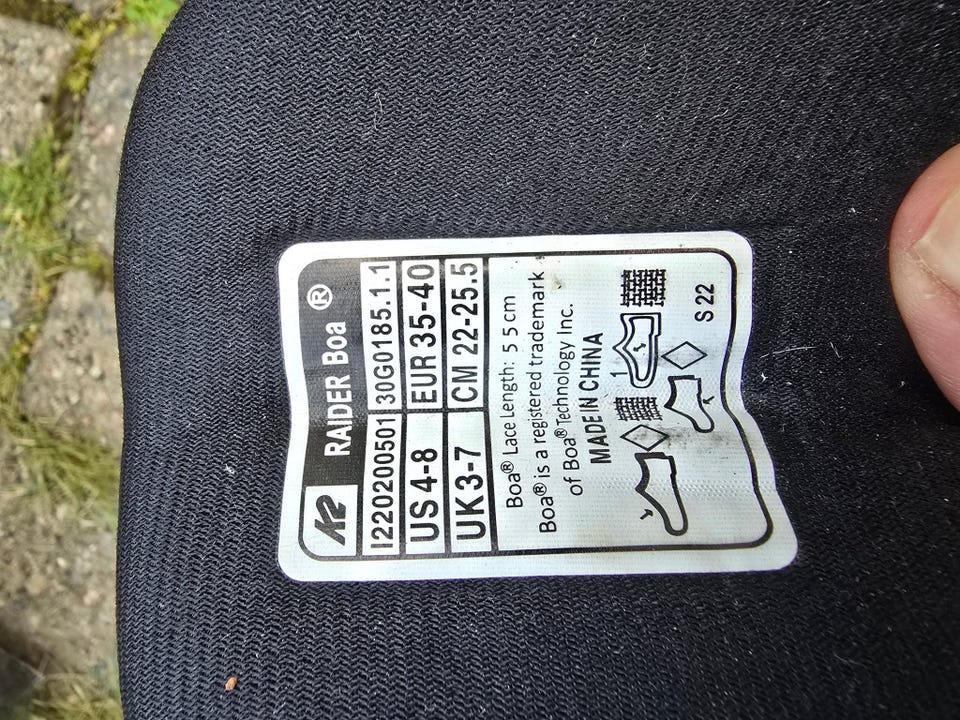 K2 RAIDER Boa ®
I220200501 30G0185.1.1
US 4-8 EUR 35-40
UK 3-7 CM 22-25.5
Boa® Lace Length: 55 cm
Boa® is a registered trademark
of Boa® Technology Inc.
MADE IN CHINA
S 22